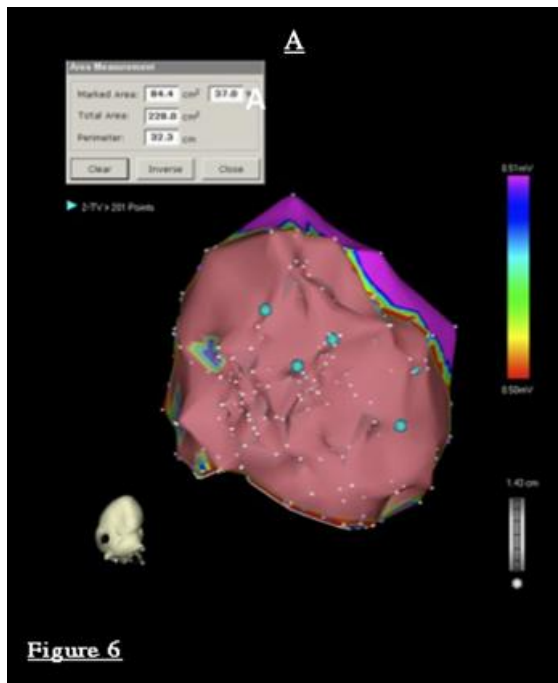 A
Area Measurement
Marked Area: 84.4 cm² 37.0
A
Total Area: 228.0 cm²
Perimeter: 32.3 cm
Clear Inverse Close
2-TV > 201 Points
0.51mV
0.50mV
1.43 cm
Figure 6